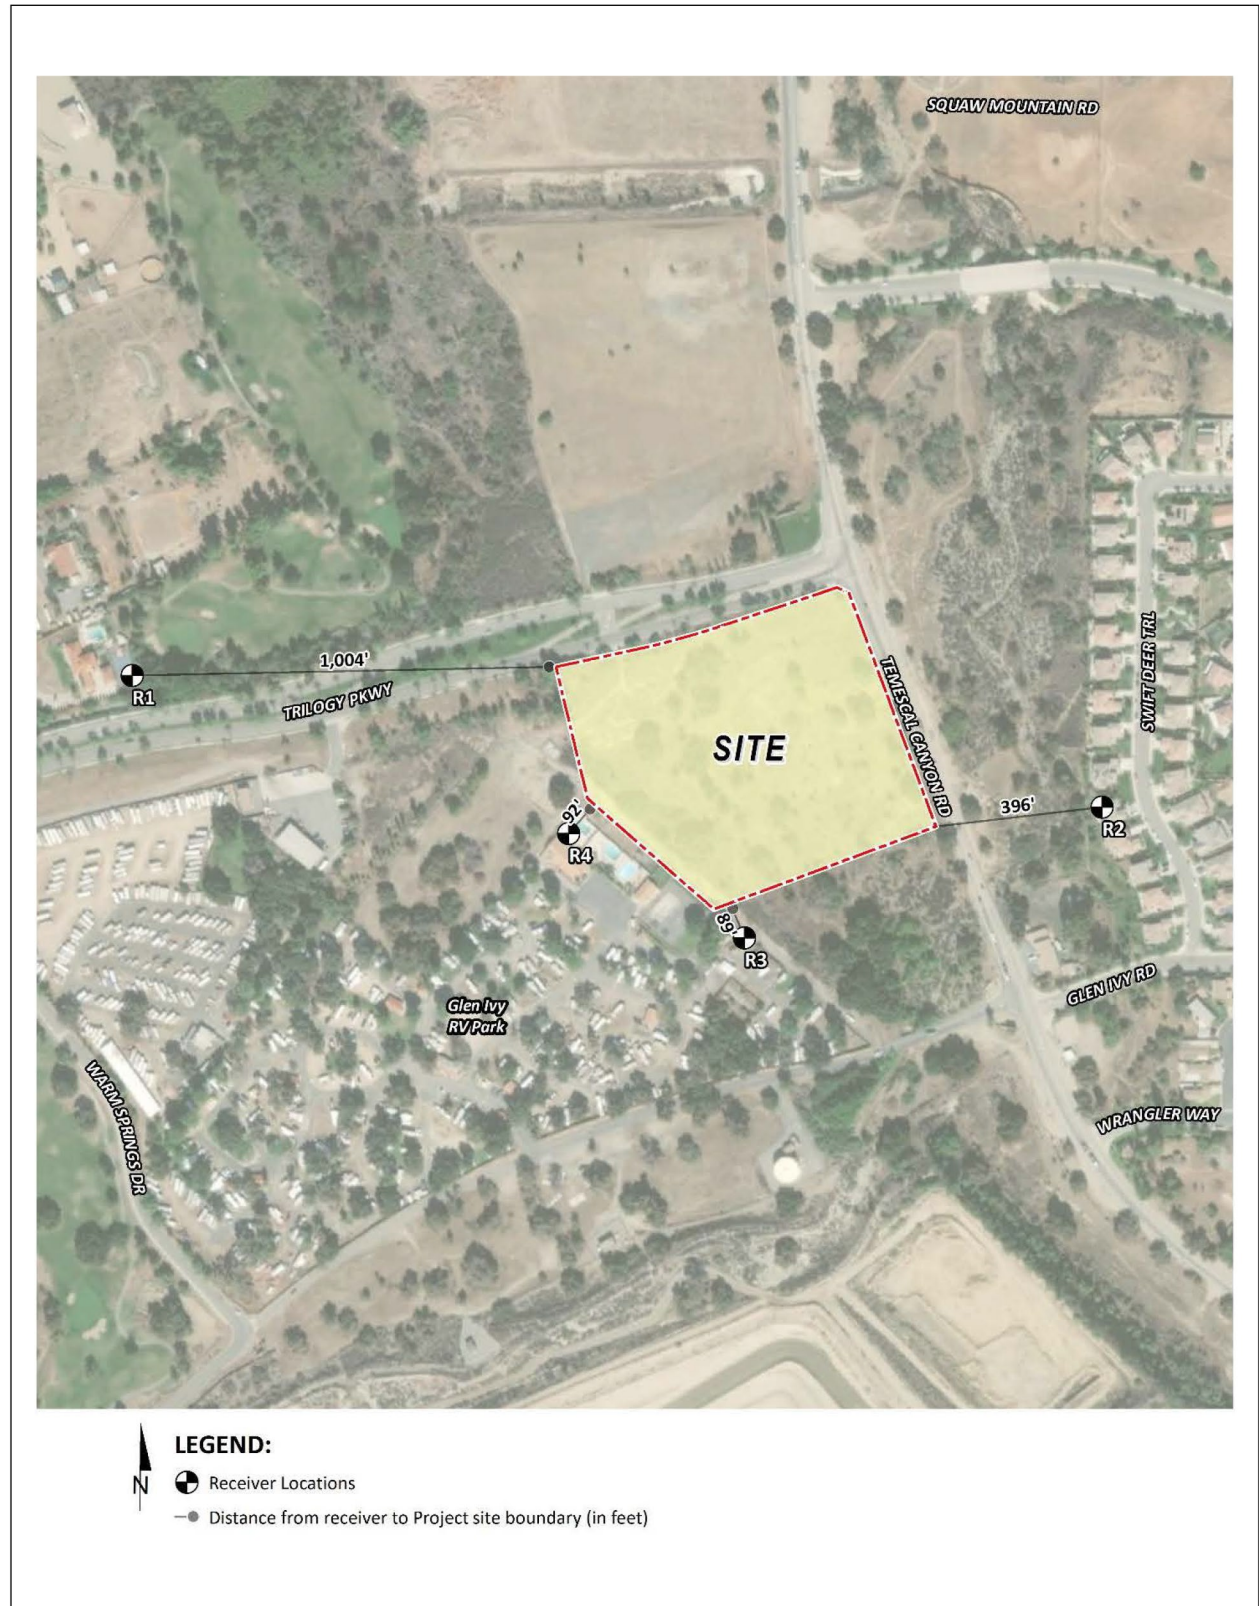 SQUAW MOUNTAIN RD
1,004'
R1
TRILOGY PKWY
SITE
TEMESCAL CANYON RD
SWIFT DEER TRL
396'
R2
92'
R4
89'
R3
GLEN IVY RD
Glen Ivy
RV Park
WARM SPRINGS DR
WRANGLER WAY
N
LEGEND:
Receiver Locations
Distance from receiver to Project site boundary (in feet)